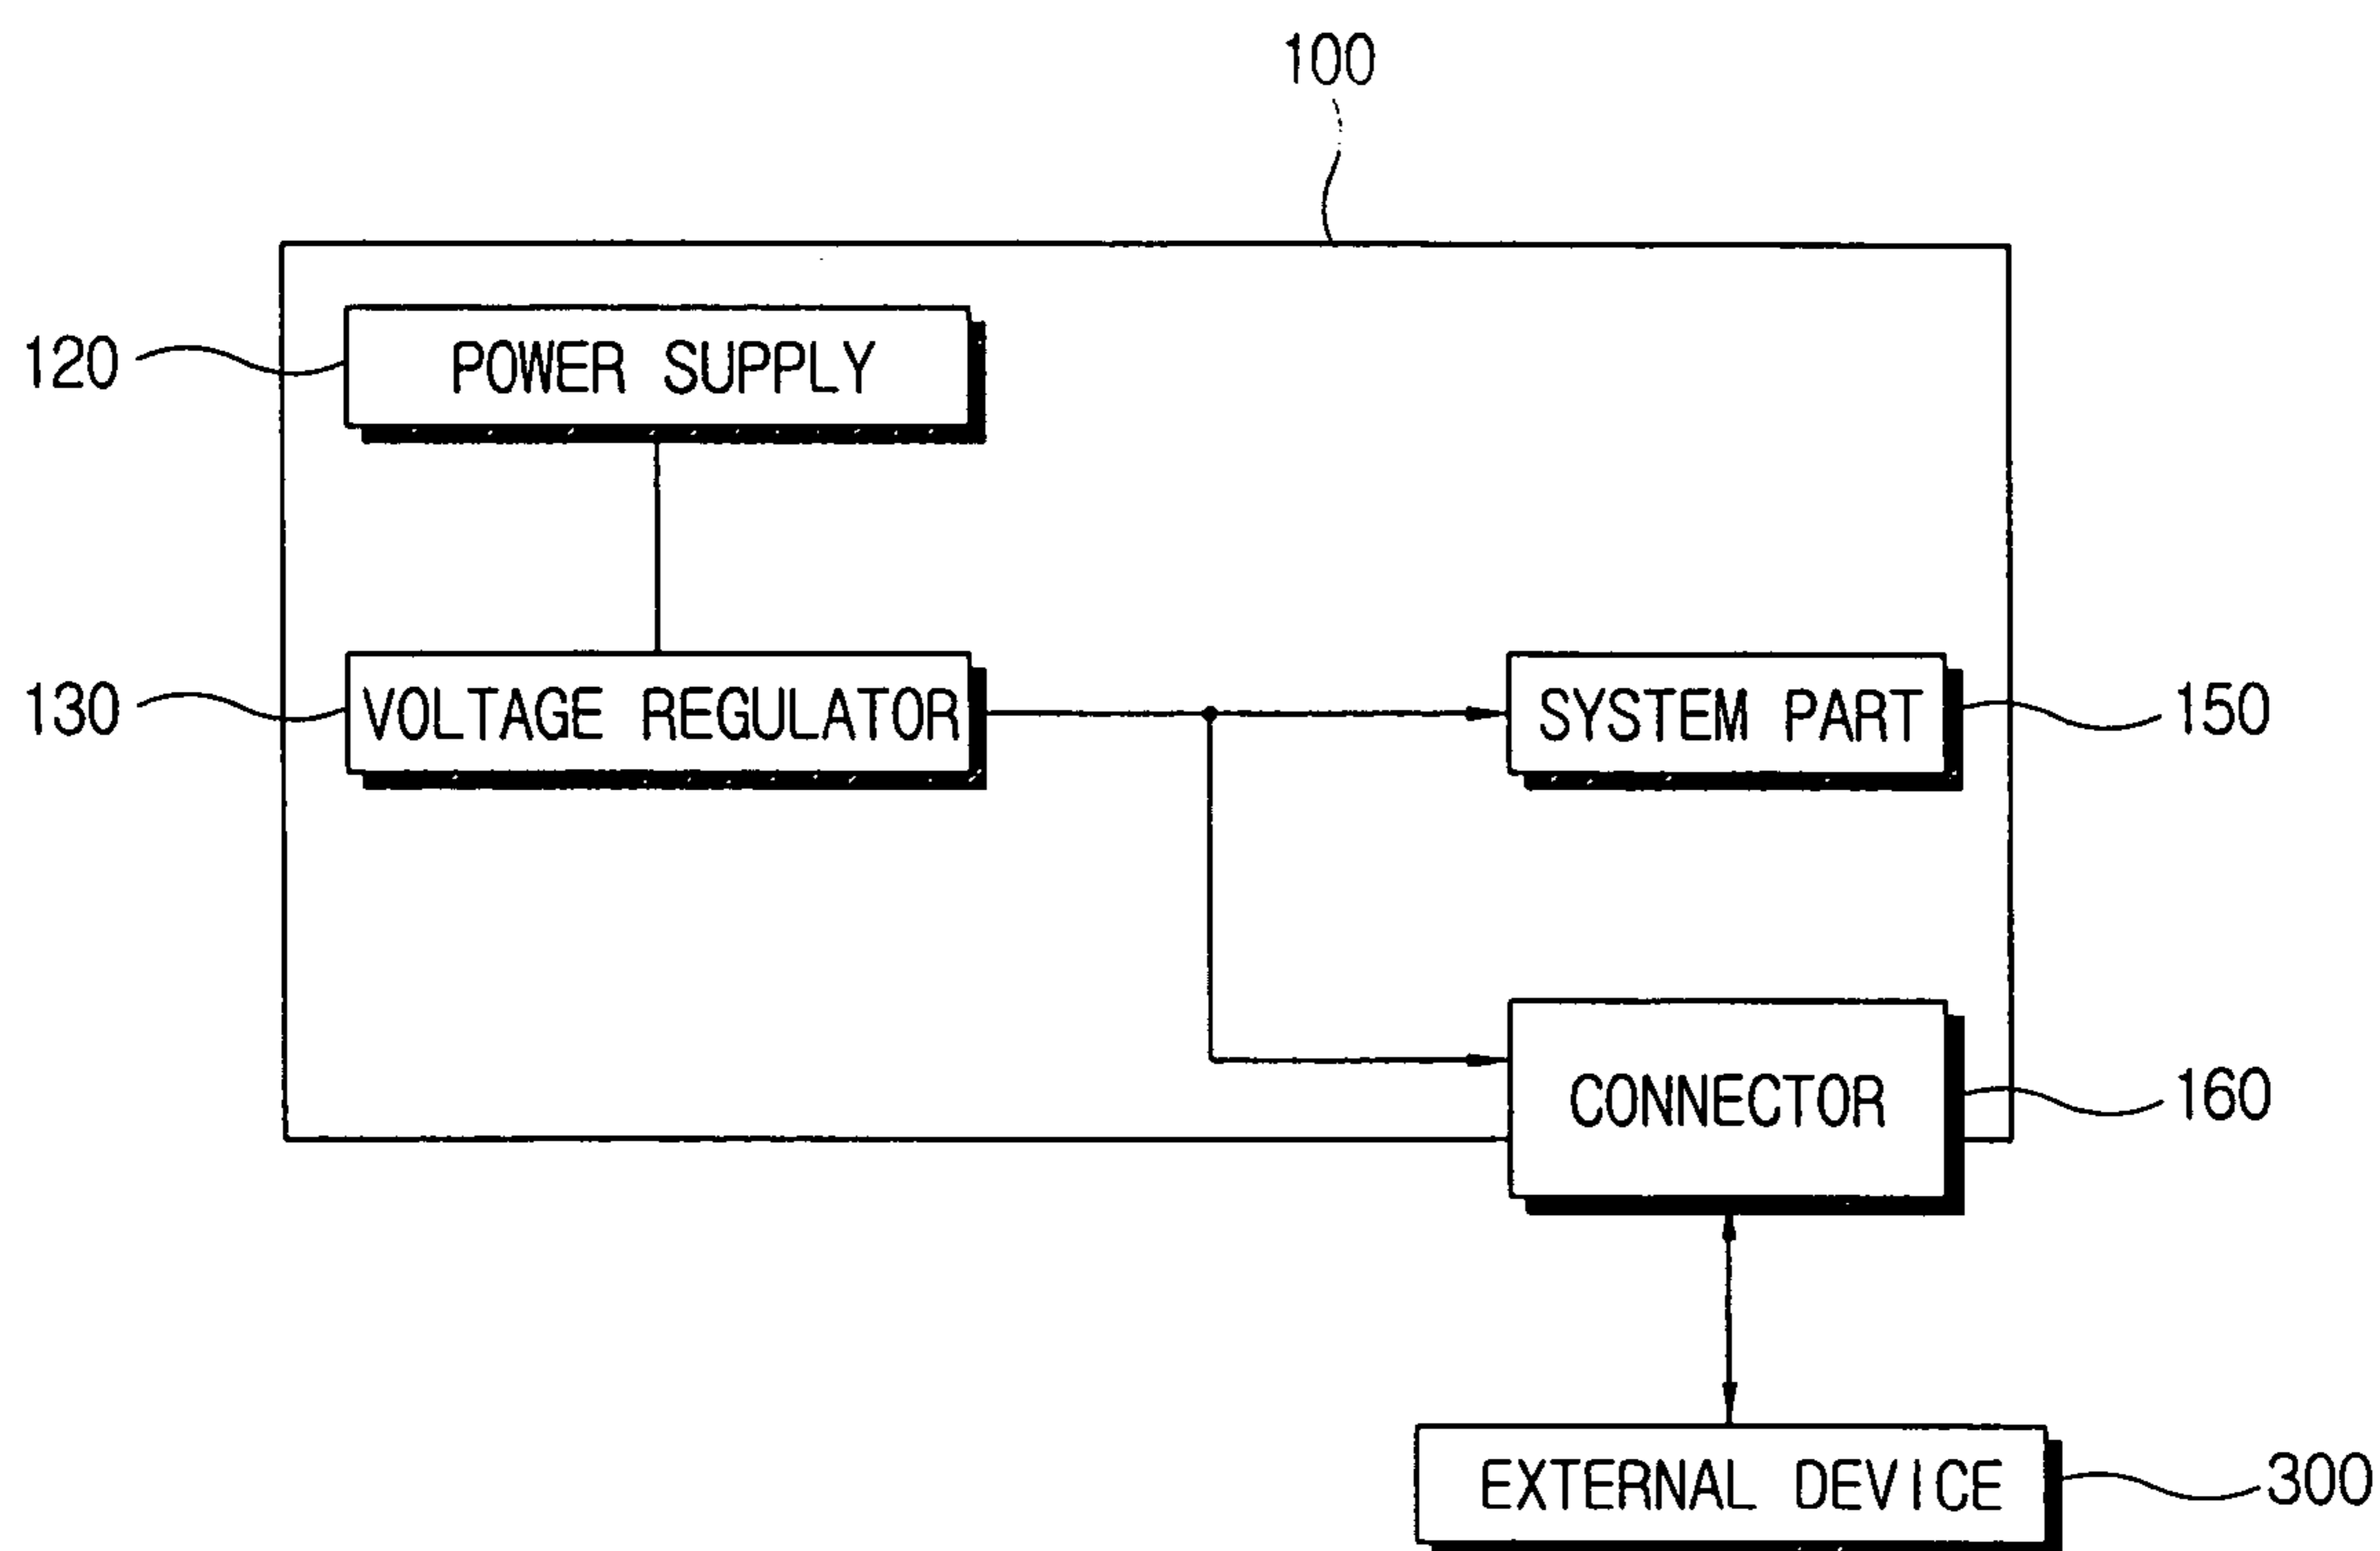 100
120
POWER SUPPLY
130
VOLTAGE REGULATOR
SYSTEM PART
150
CONNECTOR
160
EXTERNAL DEVICE
300